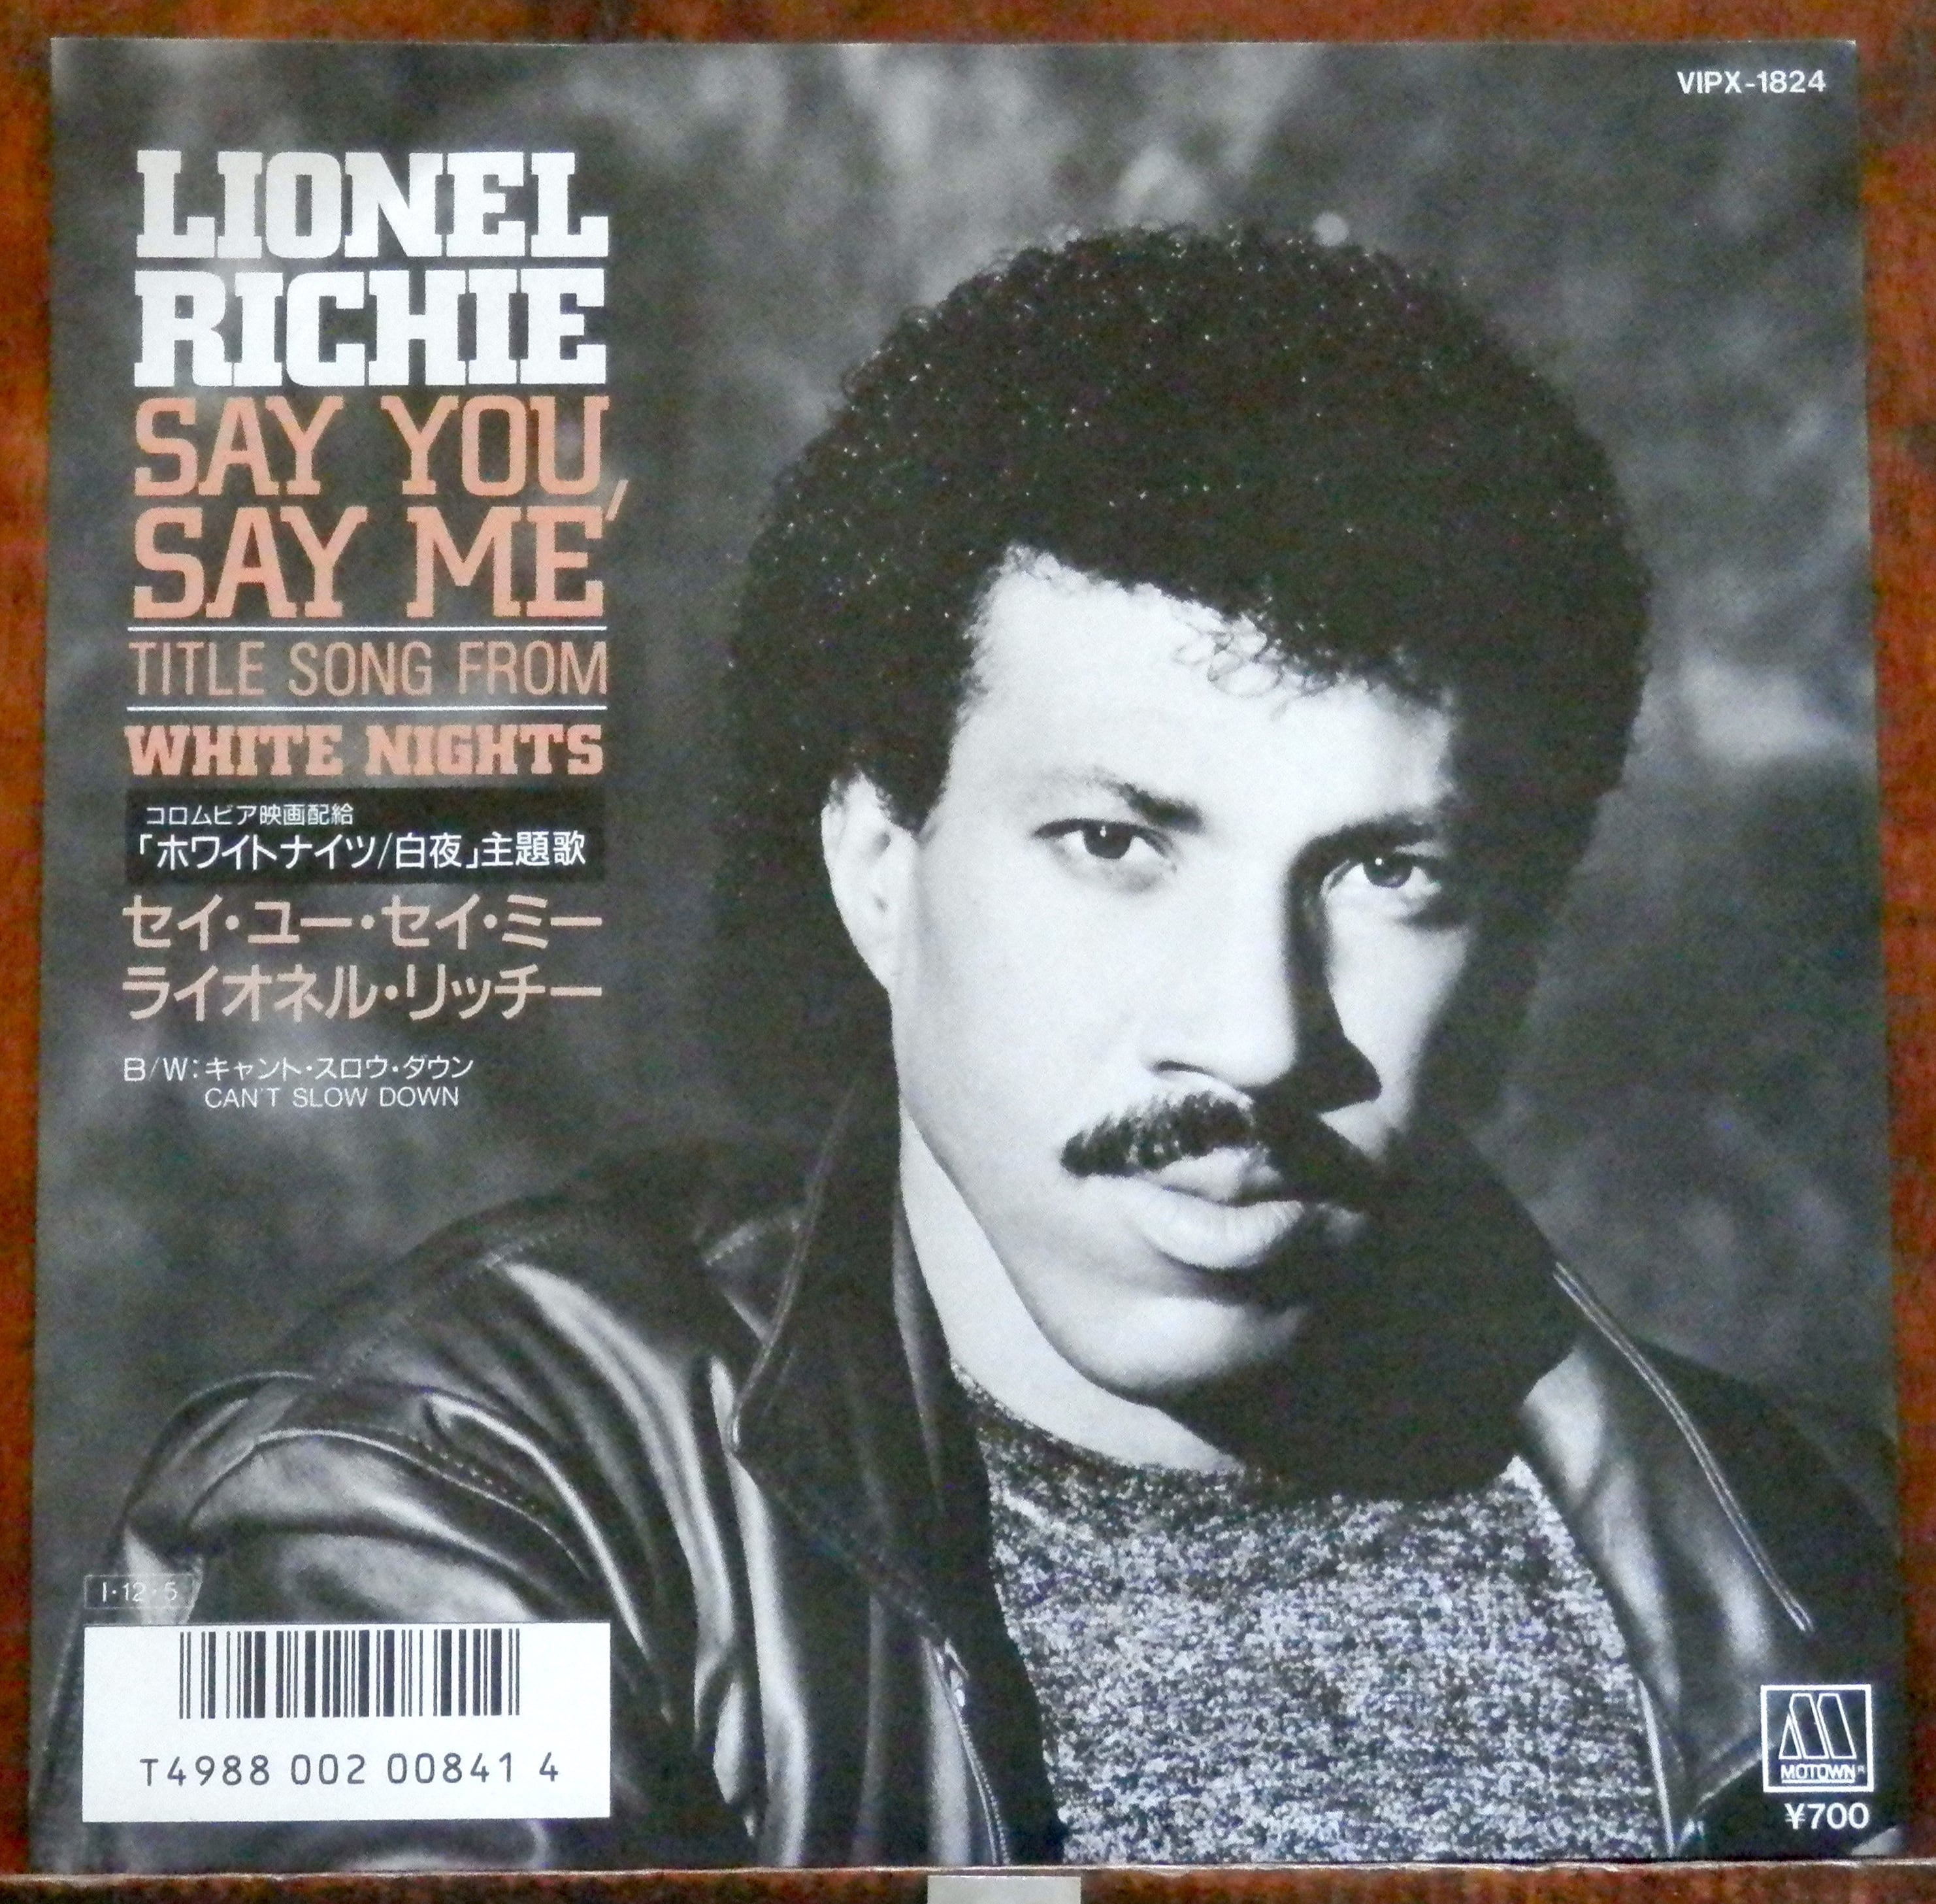 VIPX-1824
LIONEL
RICHIE
SAY YOU,
SAY ME
TITLE SONG FROM
WHITE NIGHTS
コロムビア映画配給
「ホワイトナイツ/白夜」主題歌
セイ・ユー・セイ・ミー
ライオネル・リッチー
B/W:キャント・スロウ・ダウン
CAN'T SLOW DOWN
I·12·5
T4988 002 00841 4
MOTOWN®
¥700